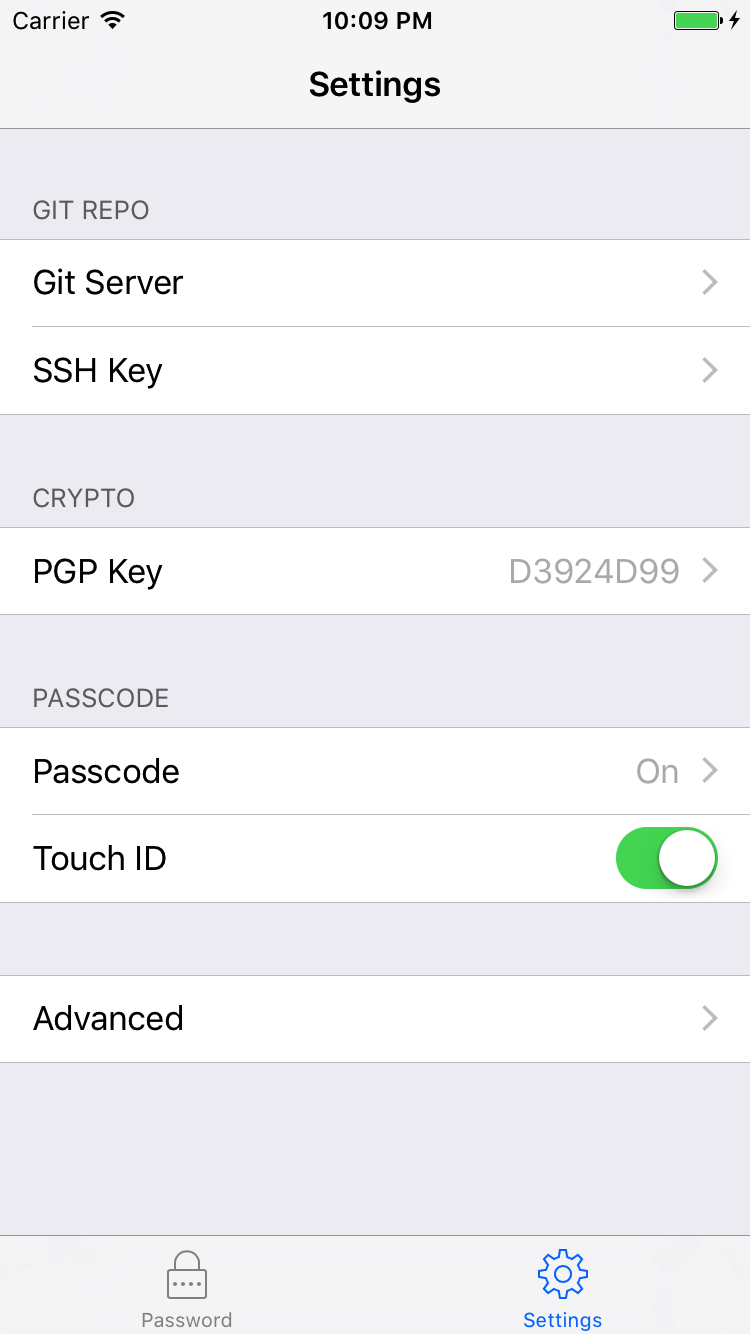 Carrier 10:09 PM
Settings
GIT REPO
Git Server
SSH Key
CRYPTO
PGP Key D3924D99
PASSCODE
Passcode On
Touch ID
Advanced
Password Settings